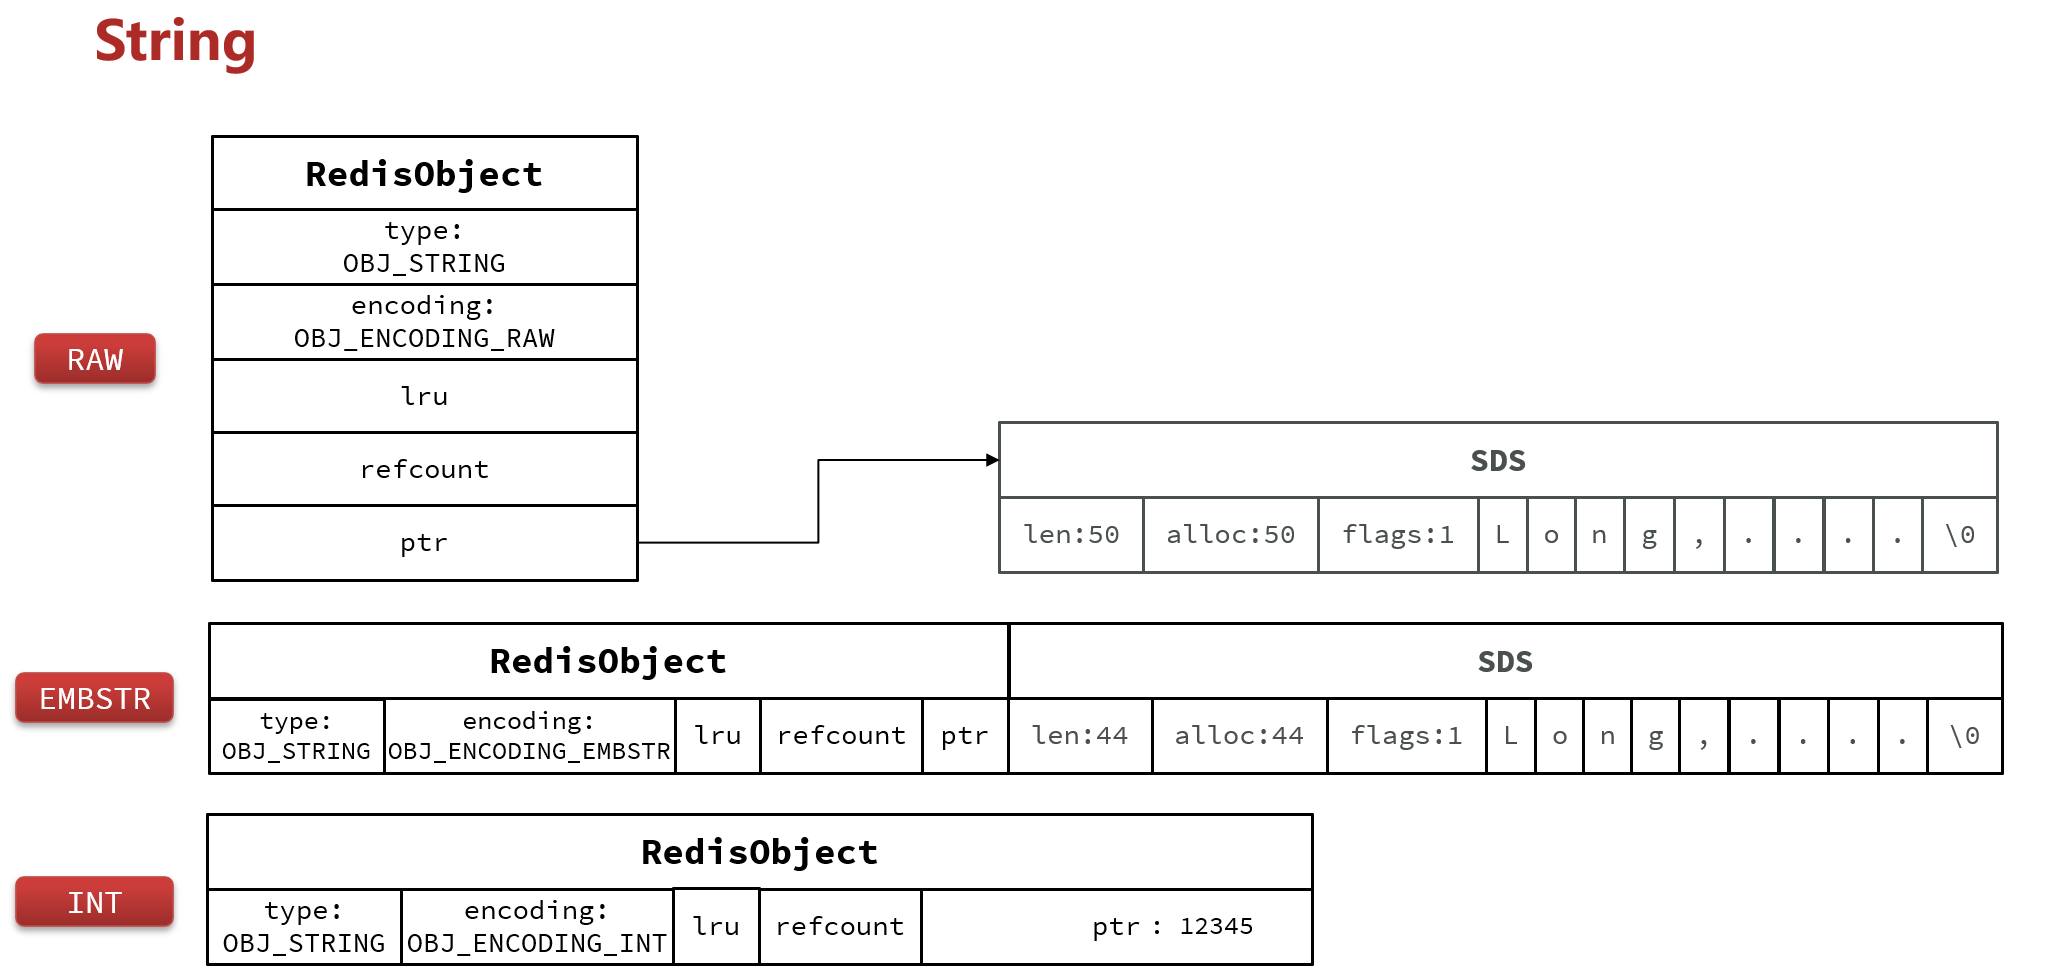 String
RedisObject
type:
OBJ_STRING
encoding:
OBJ_ENCODING_RAW
RAW
lru
refcount
SDS
ptr
len:50 alloc:50 flags:1 L o n g , . . . . \0
RedisObject SDS
EMBSTR
type: encoding:
lru refcount ptr len:44 alloc:44 flags:1 L o n g , . . . . \0
OBJ_STRING OBJ_ENCODING_EMBSTR
RedisObject
INT
type: encoding:
lru refcount ptr : 12345
OBJ_STRING OBJ_ENCODING_INT